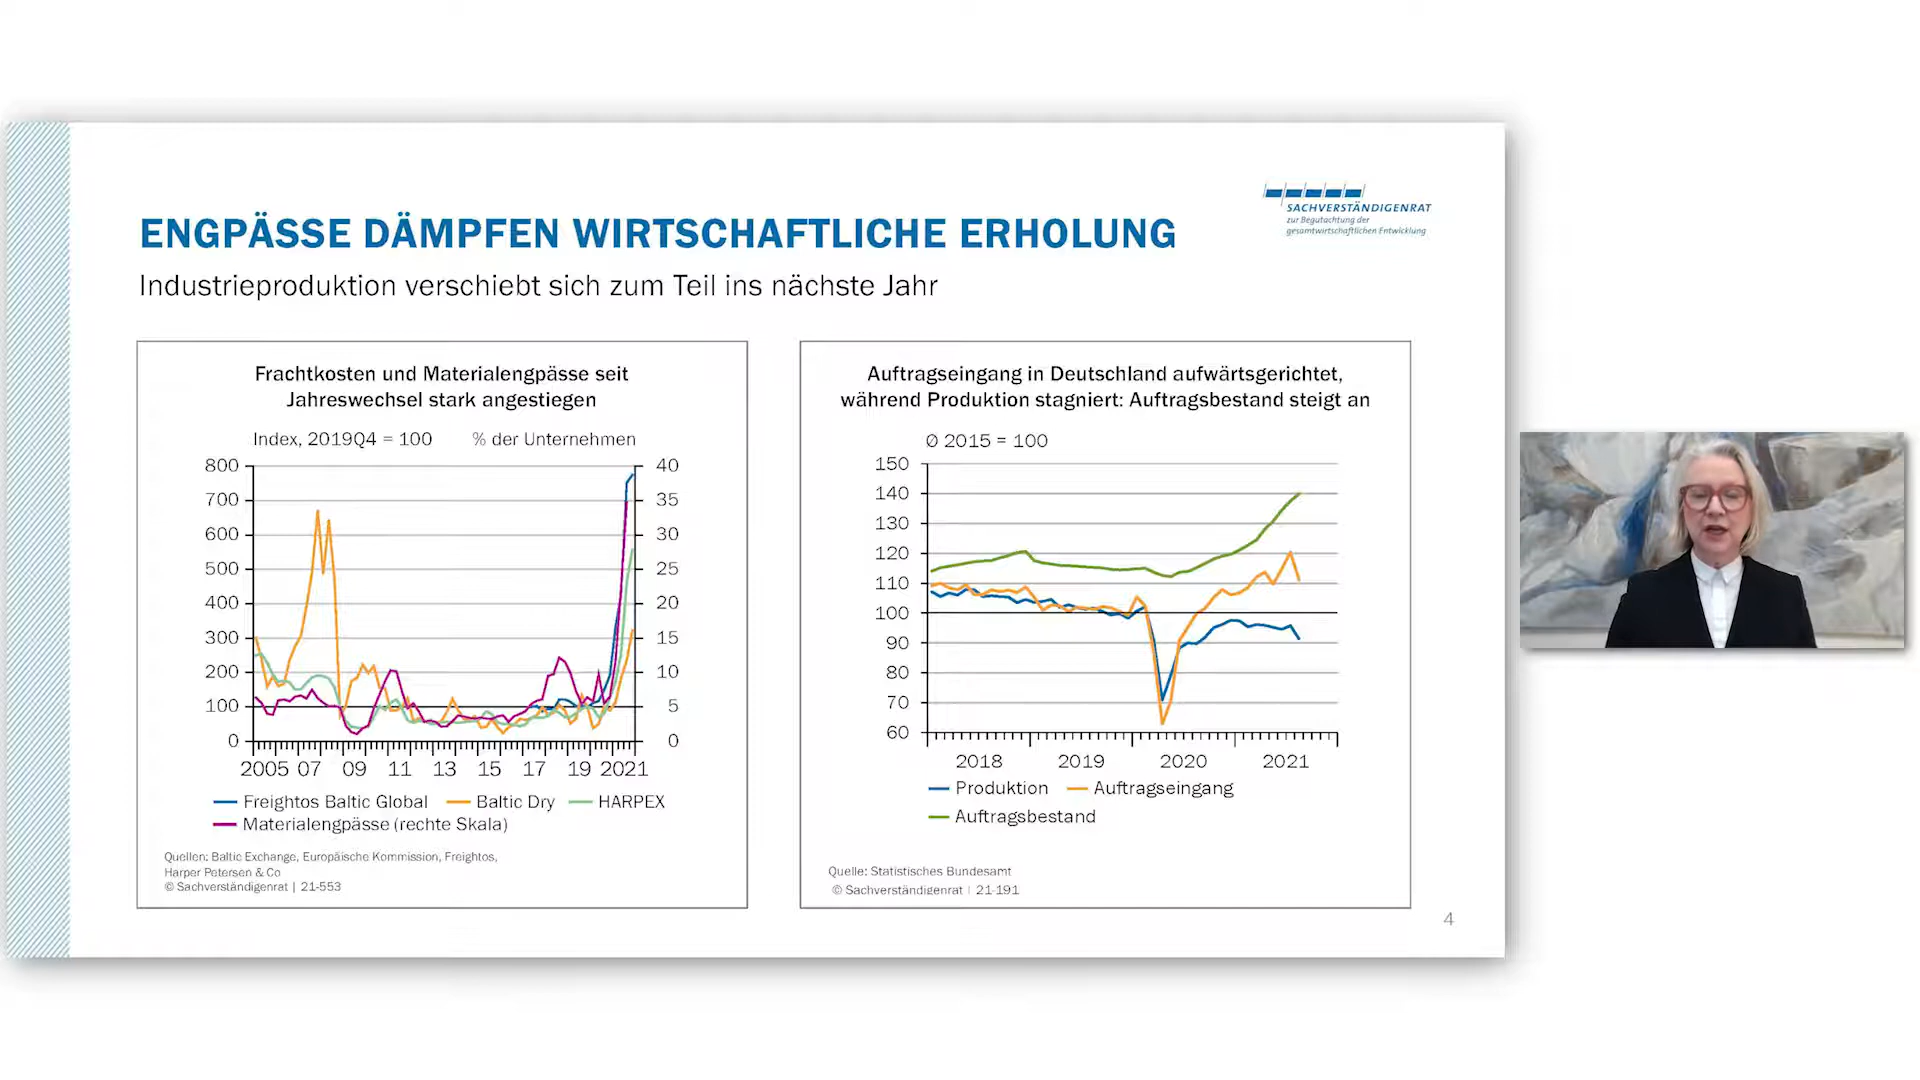 SACHVERSTÄNDIGENRAT
zur Begutachtung der
gesamtwirtschaftlichen Entwicklung
ENGPÄSSE DÄMPFEN WIRTSCHAFTLICHE ERHOLUNG
Industrieproduktion verschiebt sich zum Teil ins nächste Jahr
Frachtkosten und Materialengpässe seit
Jahreswechsel stark angestiegen
Index, 2019Q4 = 100 % der Unternehmen
800 40
700 35
600 30
500 25
400 20
300 15
200 10
100 5
0 0
2005 07 09 11 13 15 17 19 2021
Freightos Baltic Global Baltic Dry HARPEX
Materialengpässe (rechte Skala)
Quellen: Baltic Exchange, Europäische Kommission, Freightos,
Harper Petersen & Co
© Sachverständigenrat | 21-553
Auftragseingang in Deutschland aufwärtsgerichtet,
während Produktion stagniert: Auftragsbestand steigt an
Ø 2015 = 100
150
140
130
120
110
100
90
80
70
60
2018 2019 2020 2021
Produktion Auftragseingang
Auftragsbestand
Quelle: Statistisches Bundesamt
© Sachverständigenrat | 21-191
4